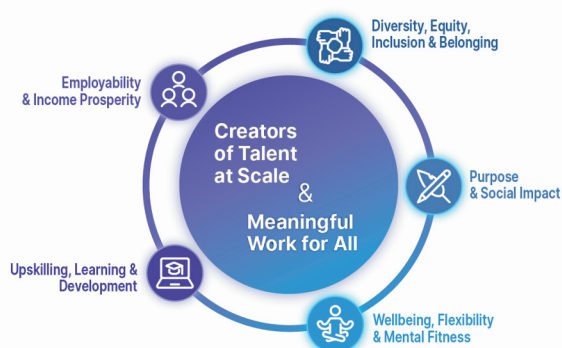 Diversity, Equity,
Inclusion & Belonging
Employability
& Income Prosperity
Creators
of Talent
at Scale
&
Meaningful
Work for All
Purpose
& Social Impact
Upskilling, Learning &
Development
Wellbeing, Flexibility
& Mental Fitness